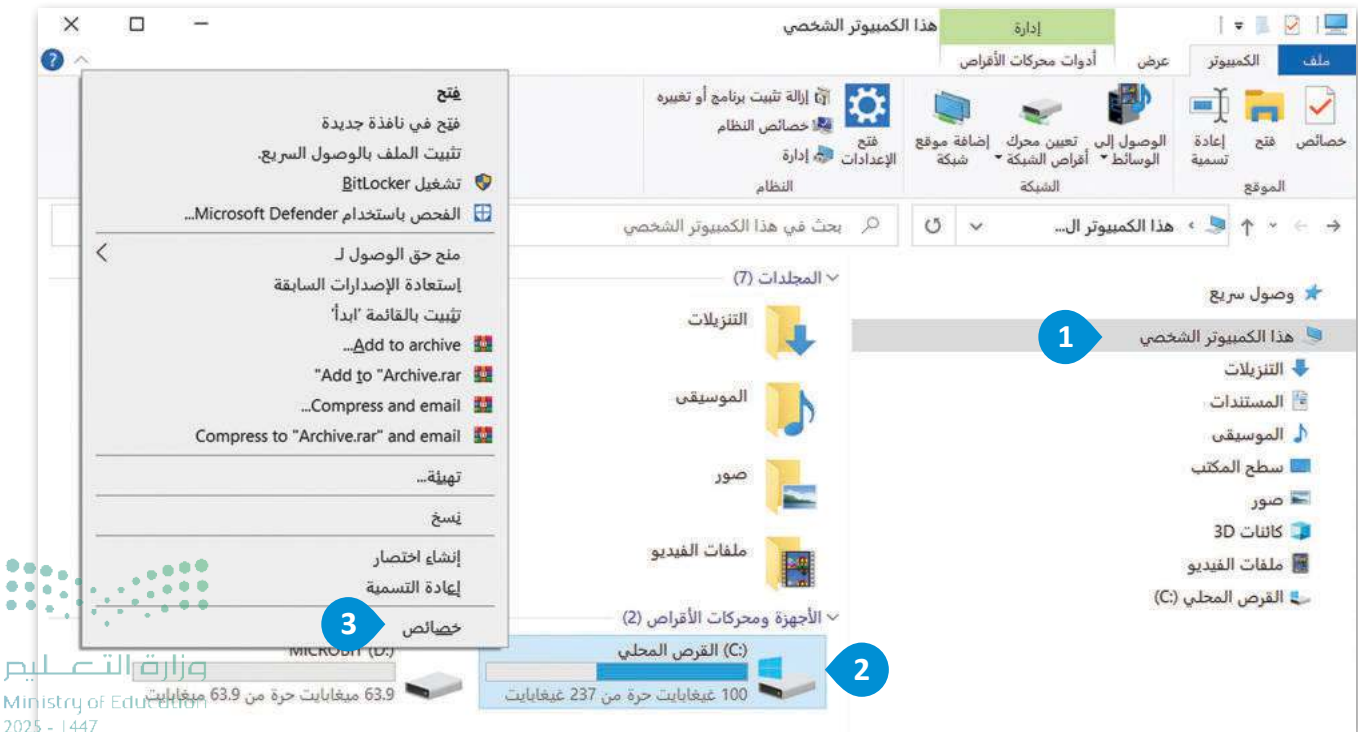 هذا الكمبيوتر الشخصي
إدارة
ملف
الكمبيوتر
عرض
أدوات محركات الأقراص
خصائص
فتح
إعادة تسمية
الموقع
الوصول إلى الوسائط
تعيين محرك أقراص الشبكة
إضافة موقع شبكة
الشبكة
فتح الإعدادات
إزالة تثبيت برنامج أو تغييره
خصائص النظام
إدارة
النظام
هذا الكمبيوتر ال...
بحث في هذا الكمبيوتر الشخصي
وصول سريع
هذا الكمبيوتر الشخصي
1
التنزيلات
المستندات
الموسيقى
سطح المكتب
صور
كائنات 3D
ملفات الفيديو
القرص المحلي (C:)
المجلدات (7)
التنزيلات
الموسيقى
صور
ملفات الفيديو
الأجهزة ومحركات الأقراص (2)
(C:) القرص المحلي
100 غيغابايت حرة من 237 غيغابايت
2
MICROBIT (D:)
63.9 ميغابايت حرة من 63.9 ميغابايت
فتح
فتح في نافذة جديدة
تثبيت الملف بالوصول السريع.
تشغيل BitLocker
الفحص باستخدام Microsoft Defender...
منح حق الوصول لـ
إستعادة الإصدارات السابقة
تثبيت بالقائمة 'ابدأ'
Add to archive...
Add to "Archive.rar"
Compress and email...
Compress to "Archive.rar" and email
تهيئة...
نسخ
إنشاء اختصار
إعادة التسمية
خصائص
3
وزارة التعليم
Ministry of Education
2025 - 1447